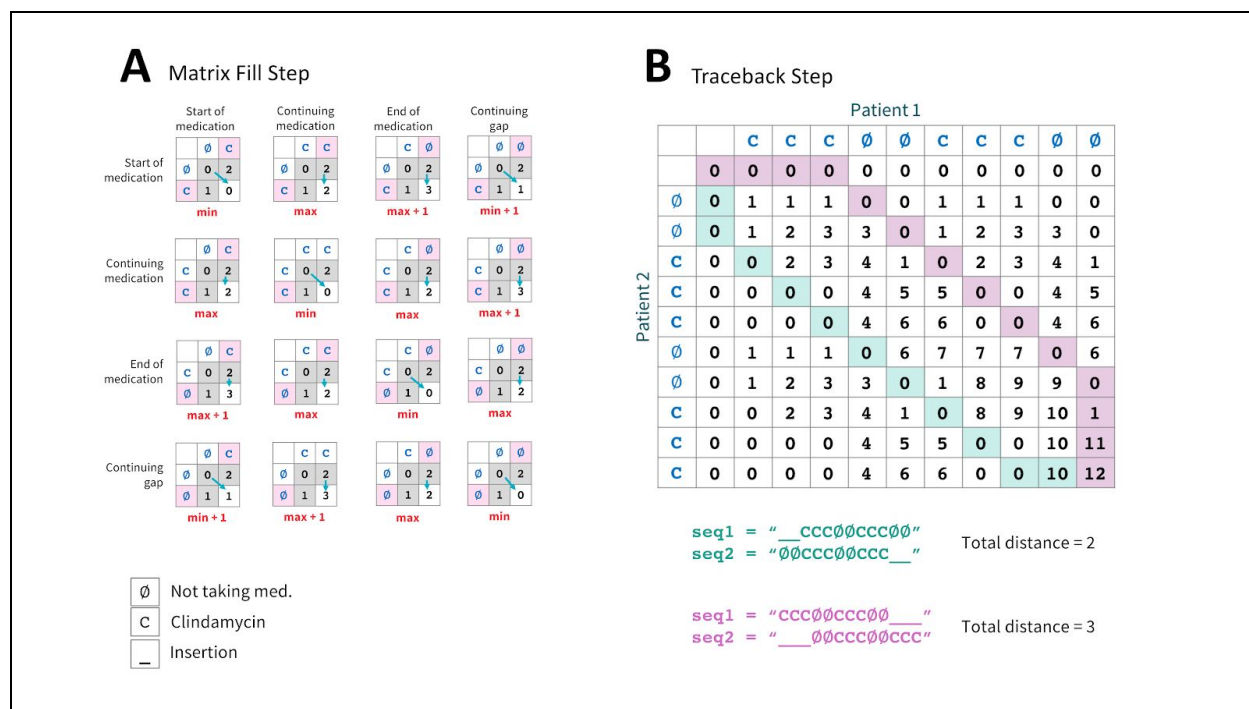 A Matrix Fill Step
Start of medication
Continuing medication
End of medication
Continuing gap
Start of medication
Ø C C C C Ø Ø Ø
Ø 0 2 Ø 0 2 Ø 0 2 Ø 0 2
C 1 0 C 1 2 C 1 3 C 1 1
min max max + 1 min + 1
Continuing medication
Ø C C C C Ø Ø Ø
C 0 2 C 0 2 C 0 2 C 0 2
C 1 2 C 1 0 C 1 2 C 1 3
max min max max + 1
End of medication
Ø C C C C Ø Ø Ø
C 0 2 C 0 2 C 0 2 C 0 2
Ø 1 3 Ø 1 2 Ø 1 0 Ø 1 2
max + 1 max min max
Continuing gap
Ø C C C C Ø Ø Ø
Ø 0 2 Ø 0 2 Ø 0 2 Ø 0 2
Ø 1 1 Ø 1 3 Ø 1 2 Ø 1 0
min + 1 max + 1 max min
Ø Not taking med.
C Clindamycin
_ Insertion
B Traceback Step
Patient 1
Patient 2
C C C Ø Ø C C C Ø Ø
0 0 0 0 0 0 0 0 0 0 0
Ø 0 1 1 1 0 0 1 1 1 0 0
Ø 0 1 2 3 3 0 1 2 3 3 0
C 0 0 2 3 4 1 0 2 3 4 1
C 0 0 0 0 4 5 5 0 0 4 5
C 0 0 0 0 4 6 6 0 0 4 6
Ø 0 1 1 1 0 6 7 7 7 0 6
Ø 0 1 2 3 3 0 1 8 9 9 0
C 0 0 2 3 4 1 0 8 9 10 1
C 0 0 0 0 4 5 5 0 0 10 11
C 0 0 0 0 4 6 6 0 0 10 12
seq1 = “__CCCØØCCCØØ”
seq2 = “ØØCCCØØCCC__”
Total distance = 2
seq1 = “CCCØØCCCØØ___”
seq2 = “___ØØCCCØØCCC”
Total distance = 3